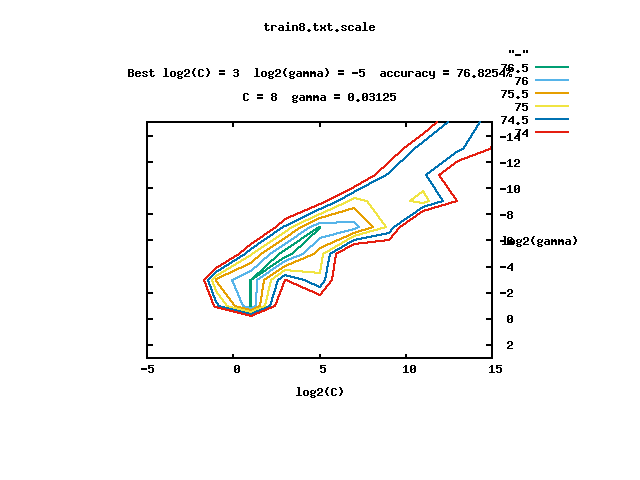 train8.txt.scale
"-"
Best log2(C) = 3  log2(gamma) = -5  accuracy = 76.8254%
C = 8  gamma = 0.03125
76.5
76
75.5
75
74.5
74
-14
-12
-10
-8
-6
log2(gamma)
-4
-2
0
2
-5 0 5 10 15
log2(C)